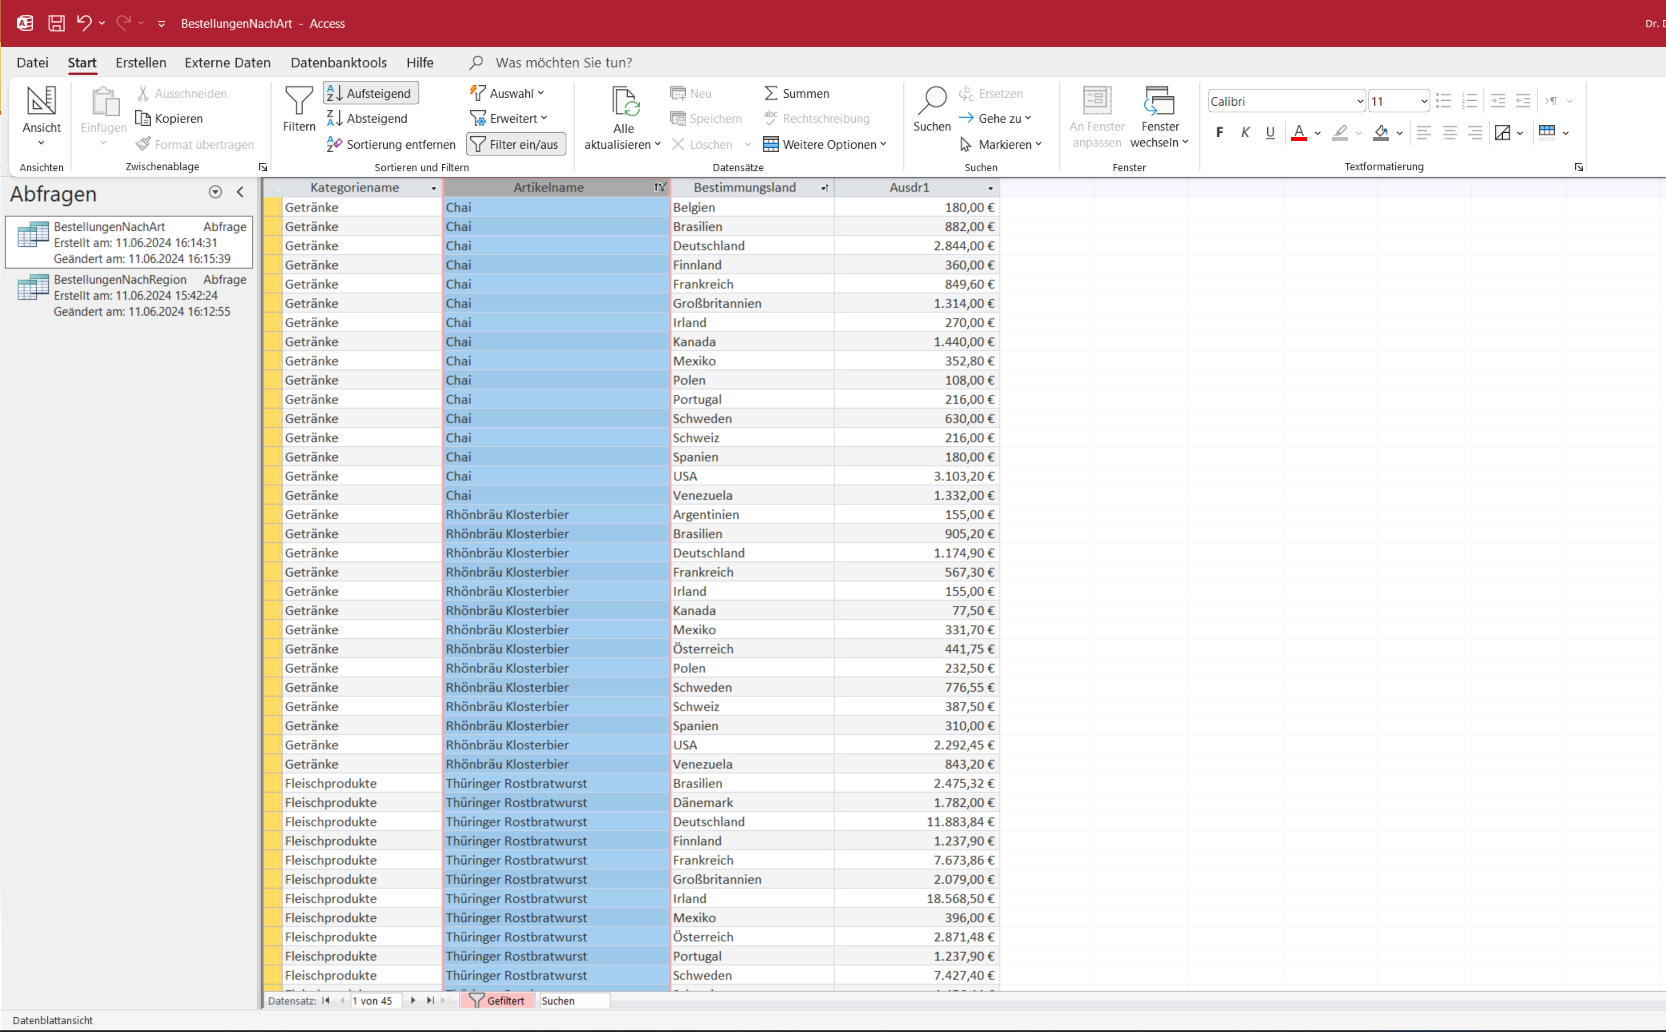 BestellungenNachArt - Access
Dr. D
Datei Start Erstellen Externe Daten Datenbanktools Hilfe Was möchten Sie tun?
Ansicht
Ansichten
Einfügen
Ausschneiden
Kopieren
Format übertragen
Zwischenablage
Filtern
Aufsteigend
Absteigend
Sortierung entfernen
Auswahl
Erweitert
Filter ein/aus
Sortieren und Filtern
Alle
aktualisieren
Neu
Speichern
Löschen
Summen
Rechtschreibung
Weitere Optionen
Datensätze
Suchen
Ersetzen
Gehe zu
Markieren
Suchen
An Fenster
anpassen
Fenster
wechseln
Fenster
Calibri 11
F K U A
Textformatierung
Abfragen
BestellungenNachArt Abfrage
Erstellt am: 11.06.2024 16:14:31
Geändert am: 11.06.2024 16:15:39
BestellungenNachRegion Abfrage
Erstellt am: 11.06.2024 15:42:24
Geändert am: 11.06.2024 16:12:55
Kategoriename Artikelname Bestimmungsland Ausdr1
Getränke Chai Belgien 180,00 €
Getränke Chai Brasilien 882,00 €
Getränke Chai Deutschland 2.844,00 €
Getränke Chai Finnland 360,00 €
Getränke Chai Frankreich 849,60 €
Getränke Chai Großbritannien 1.314,00 €
Getränke Chai Irland 270,00 €
Getränke Chai Kanada 1.440,00 €
Getränke Chai Mexiko 352,80 €
Getränke Chai Polen 108,00 €
Getränke Chai Portugal 216,00 €
Getränke Chai Schweden 630,00 €
Getränke Chai Schweiz 216,00 €
Getränke Chai Spanien 180,00 €
Getränke Chai USA 3.103,20 €
Getränke Chai Venezuela 1.332,00 €
Getränke Rhönbräu Klosterbier Argentinien 155,00 €
Getränke Rhönbräu Klosterbier Brasilien 905,20 €
Getränke Rhönbräu Klosterbier Deutschland 1.174,90 €
Getränke Rhönbräu Klosterbier Frankreich 567,30 €
Getränke Rhönbräu Klosterbier Irland 155,00 €
Getränke Rhönbräu Klosterbier Kanada 77,50 €
Getränke Rhönbräu Klosterbier Mexiko 331,70 €
Getränke Rhönbräu Klosterbier Österreich 441,75 €
Getränke Rhönbräu Klosterbier Polen 232,50 €
Getränke Rhönbräu Klosterbier Schweden 776,55 €
Getränke Rhönbräu Klosterbier Schweiz 387,50 €
Getränke Rhönbräu Klosterbier Spanien 310,00 €
Getränke Rhönbräu Klosterbier USA 2.292,45 €
Getränke Rhönbräu Klosterbier Venezuela 843,20 €
Fleischprodukte Thüringer Rostbratwurst Brasilien 2.475,32 €
Fleischprodukte Thüringer Rostbratwurst Dänemark 1.782,00 €
Fleischprodukte Thüringer Rostbratwurst Deutschland 11.883,84 €
Fleischprodukte Thüringer Rostbratwurst Finnland 1.237,90 €
Fleischprodukte Thüringer Rostbratwurst Frankreich 7.673,86 €
Fleischprodukte Thüringer Rostbratwurst Großbritannien 2.079,00 €
Fleischprodukte Thüringer Rostbratwurst Irland 18.568,50 €
Fleischprodukte Thüringer Rostbratwurst Mexiko 396,00 €
Fleischprodukte Thüringer Rostbratwurst Österreich 2.871,48 €
Fleischprodukte Thüringer Rostbratwurst Portugal 1.237,90 €
Fleischprodukte Thüringer Rostbratwurst Schweden 7.427,40 €
Datensatz: 1 von 45 Gefiltert Suchen
Datenblattansicht